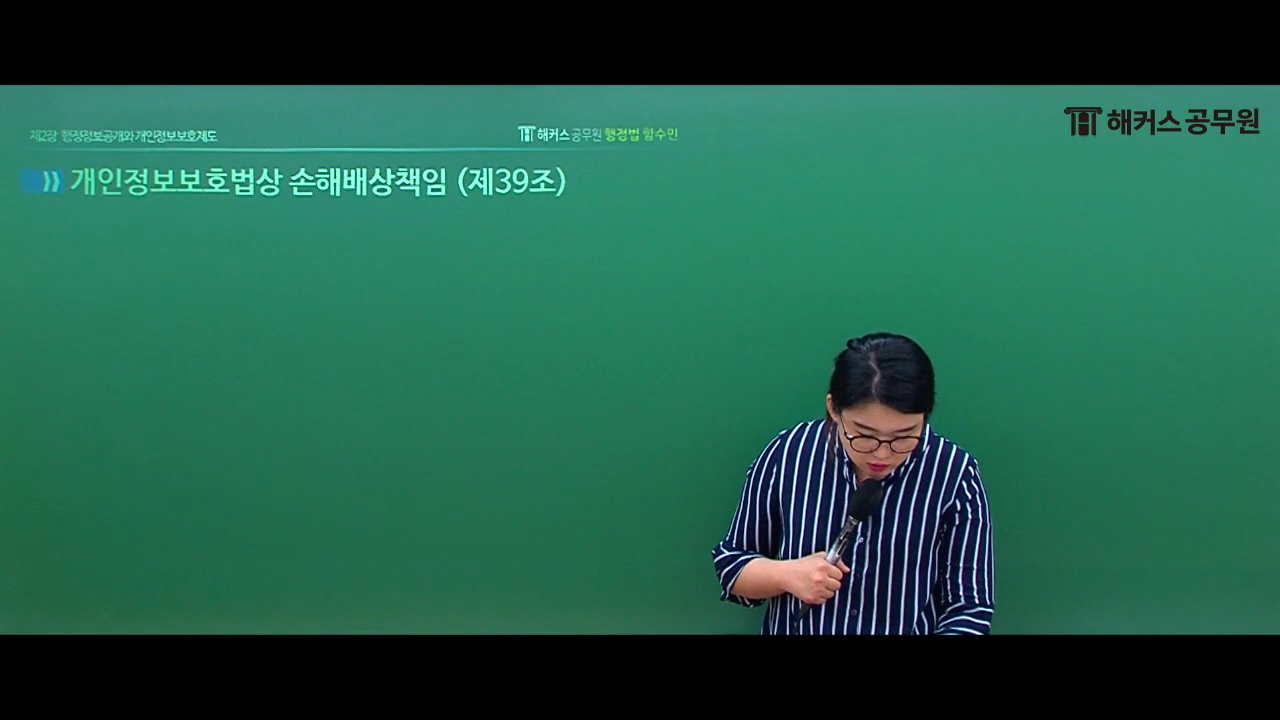 해커스공무원
제2장 행정정보공개와 개인정보보호제도
해커스공무원 행정법 함수민
개인정보보호법상 손해배상책임 (제39조)